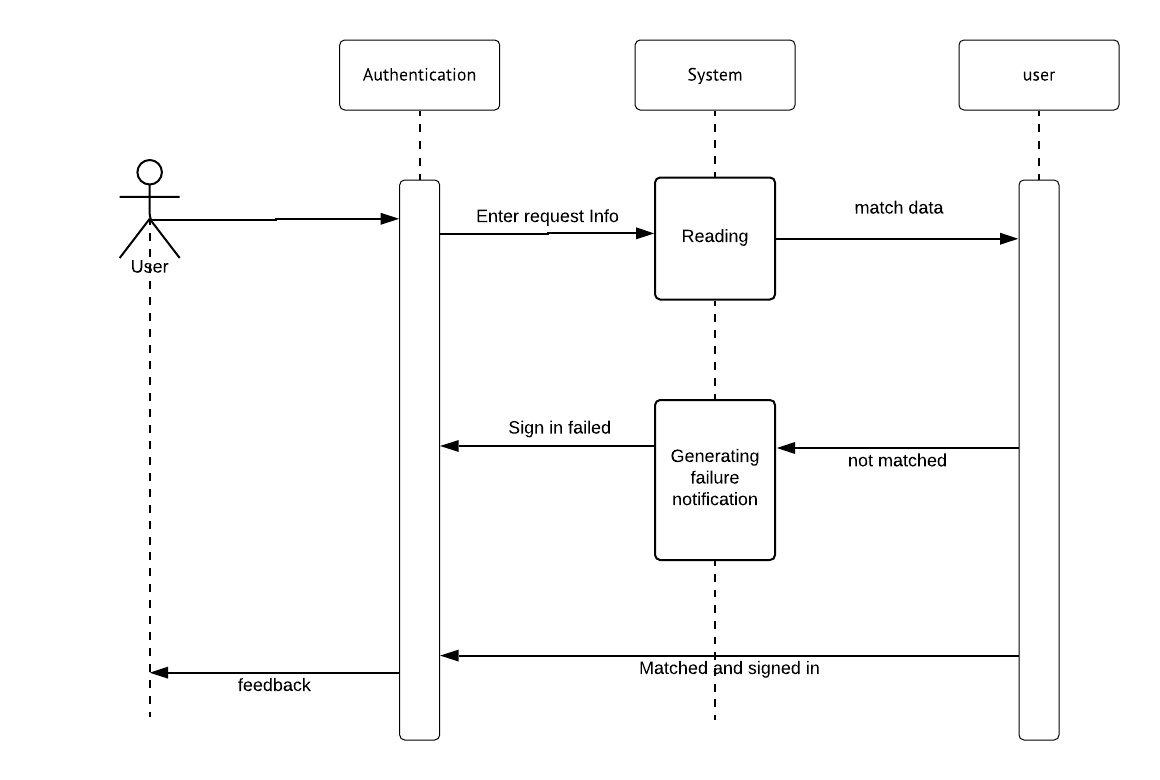 Authentication
System
user
User
Enter request Info
Reading
match data
Sign in failed
Generating
failure
notification
not matched
Matched and signed in
feedback